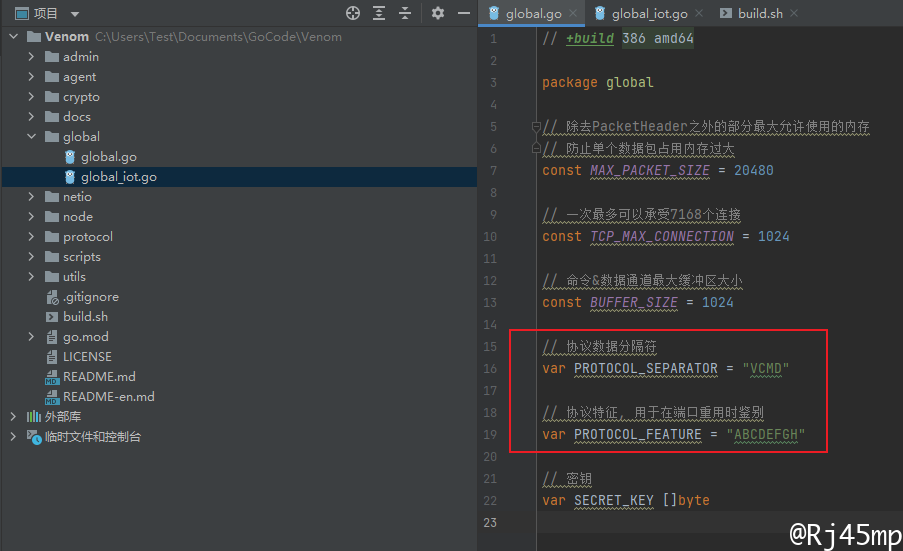 项目
Venom C:\Users\Test\Documents\GoCode\Venom
admin
agent
crypto
docs
global
global.go
global_iot.go
netio
node
protocol
scripts
utils
.gitignore
build.sh
go.mod
LICENSE
README.md
README-en.md
外部库
临时文件和控制台
global.go
global_iot.go
build.sh
1 // +build 386 amd64
2
3 package global
4
5 // 除去PacketHeader之外的部分最大允许使用的内存
6 // 防止单个数据包占用内存过大
7 const MAX_PACKET_SIZE = 20480
8
9 // 一次最多可以承受7168个连接
10 const TCP_MAX_CONNECTION = 1024
11
12 // 命令&数据通道最大缓冲区大小
13 const BUFFER_SIZE = 1024
14
15 // 协议数据分隔符
16 var PROTOCOL_SEPARATOR = "VCMD"
17
18 // 协议特征, 用于在端口重用时鉴别
19 var PROTOCOL_FEATURE = "ABCDEFGH"
20
21 // 密钥
22 var SECRET_KEY []byte
23
@Rj45mp